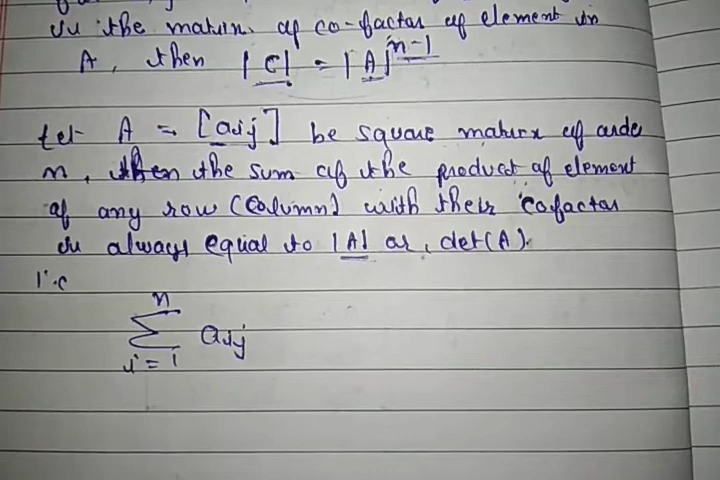 is the matrix of co-factor of element in
A, then |C| = |A|^{n-1}
Let A = [aij] be square matrix of order
n, then the sum of the product of element
of any row (Column) with their cofactor
is always equal to |A| or, det(A).
i.e
n
∑ aij
i=1